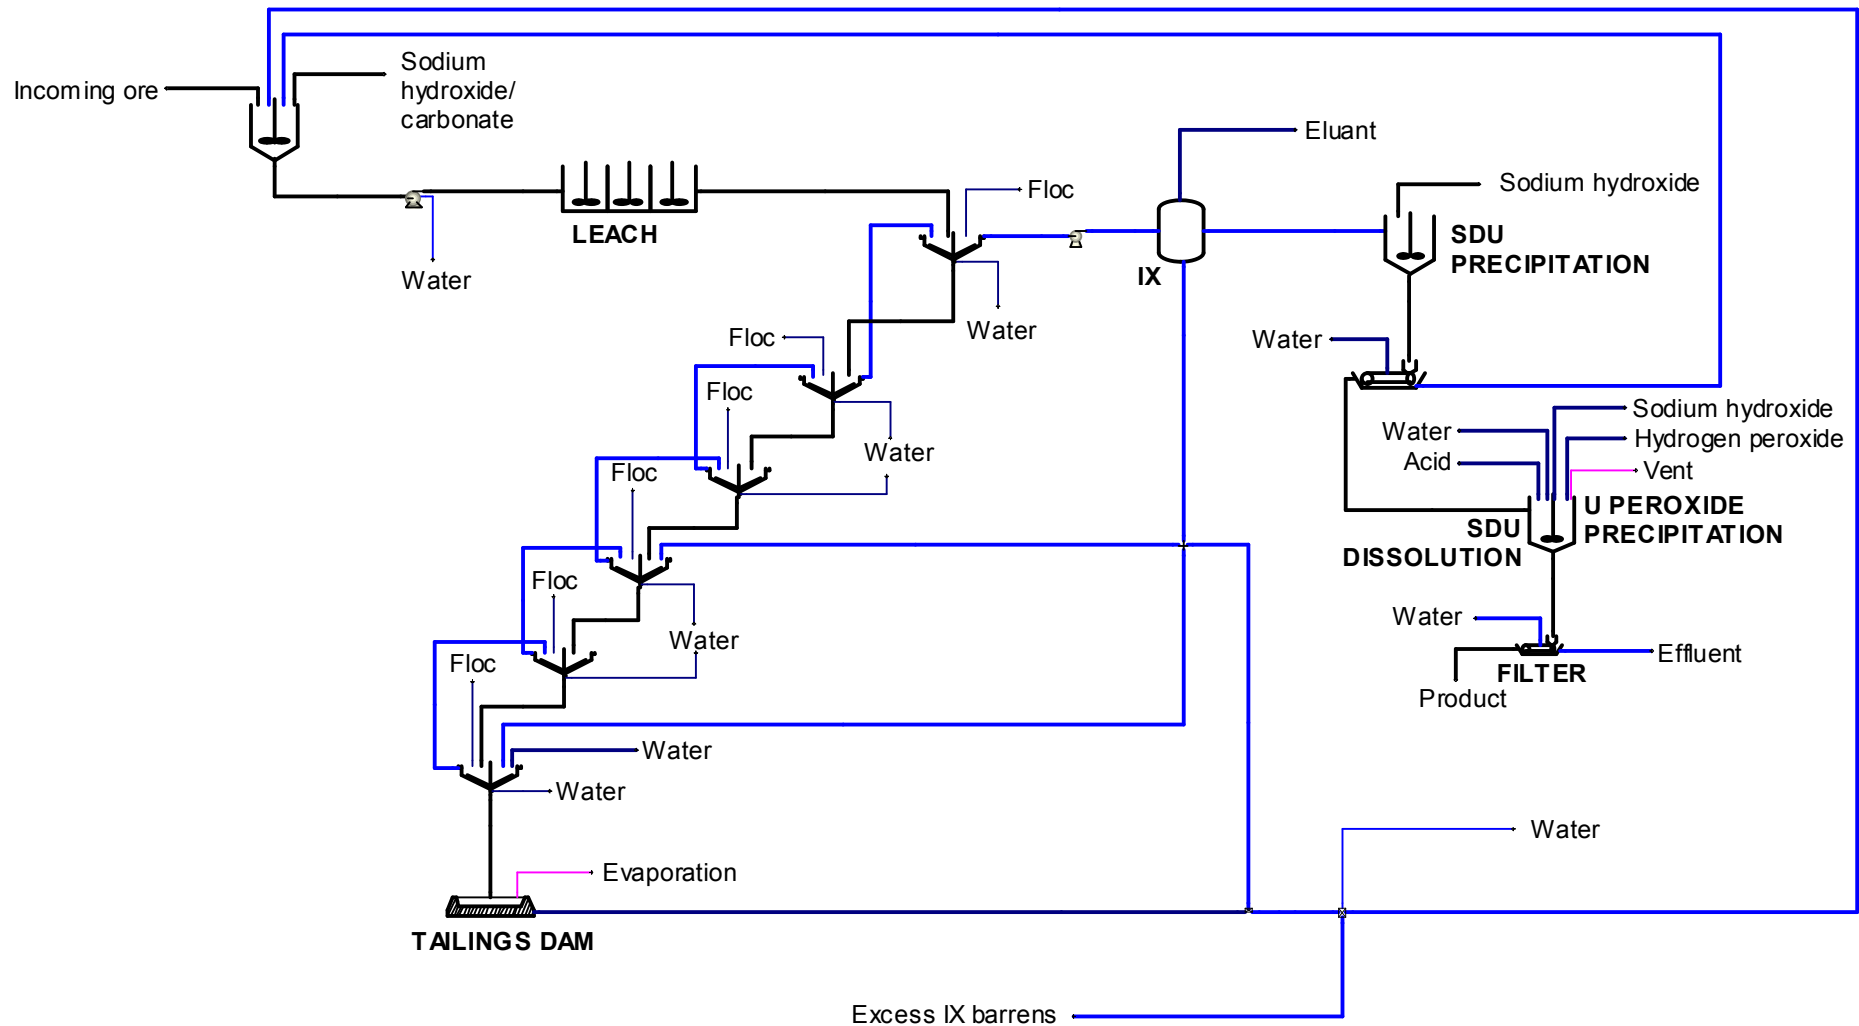 Incoming ore
Sodium
hydroxide/
carbonate
Eluant
Floc
Sodium hydroxide
LEACH
Water
SDU
PRECIPITATION
IX
Water
Floc
Water
Floc
Water
Sodium hydroxide
Water
Hydrogen peroxide
Acid
Vent
Floc
U PEROXIDE
PRECIPITATION
SDU
DISSOLUTION
Floc
Water
Water
Floc
Effluent
FILTER
Product
Water
Water
Water
Evaporation
TAILINGS DAM
Excess IX barrens